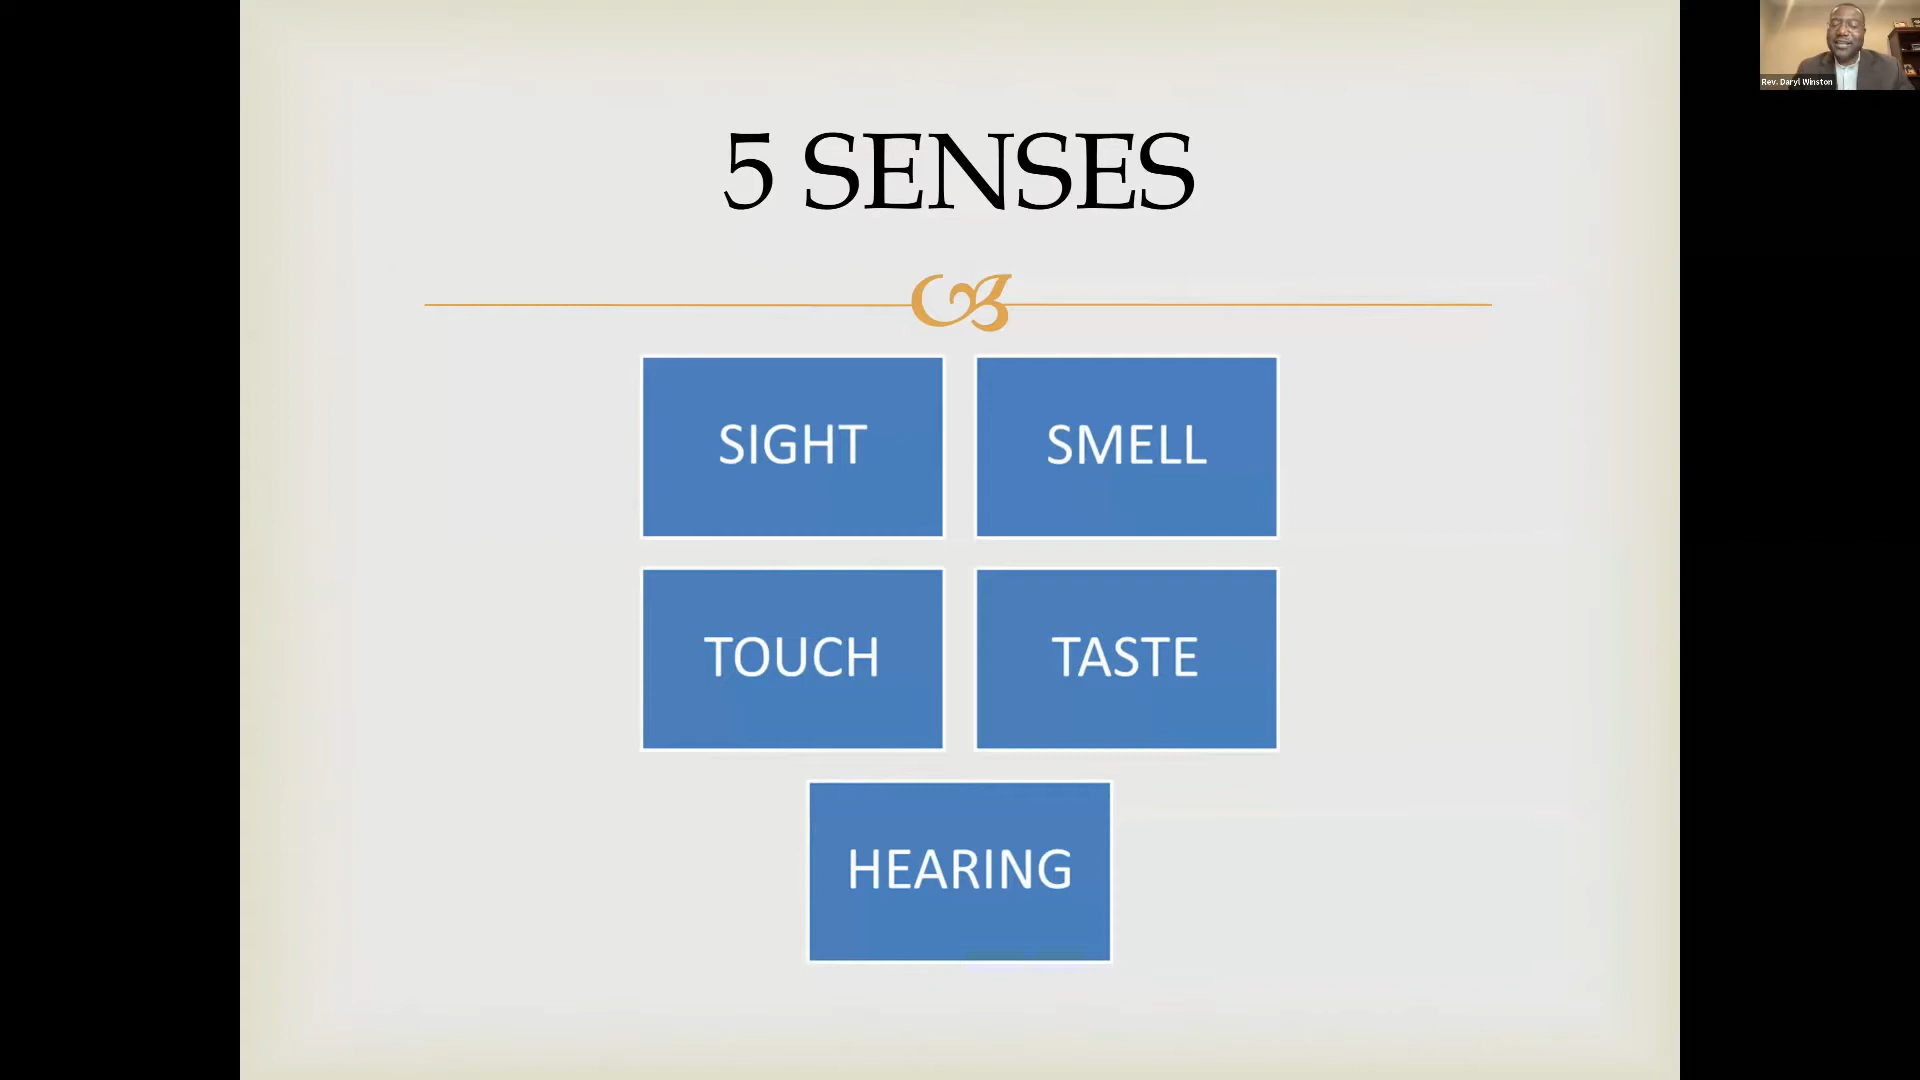 5 SENSES
SIGHT
SMELL
TOUCH
TASTE
HEARING
Rev. Daryl Winston